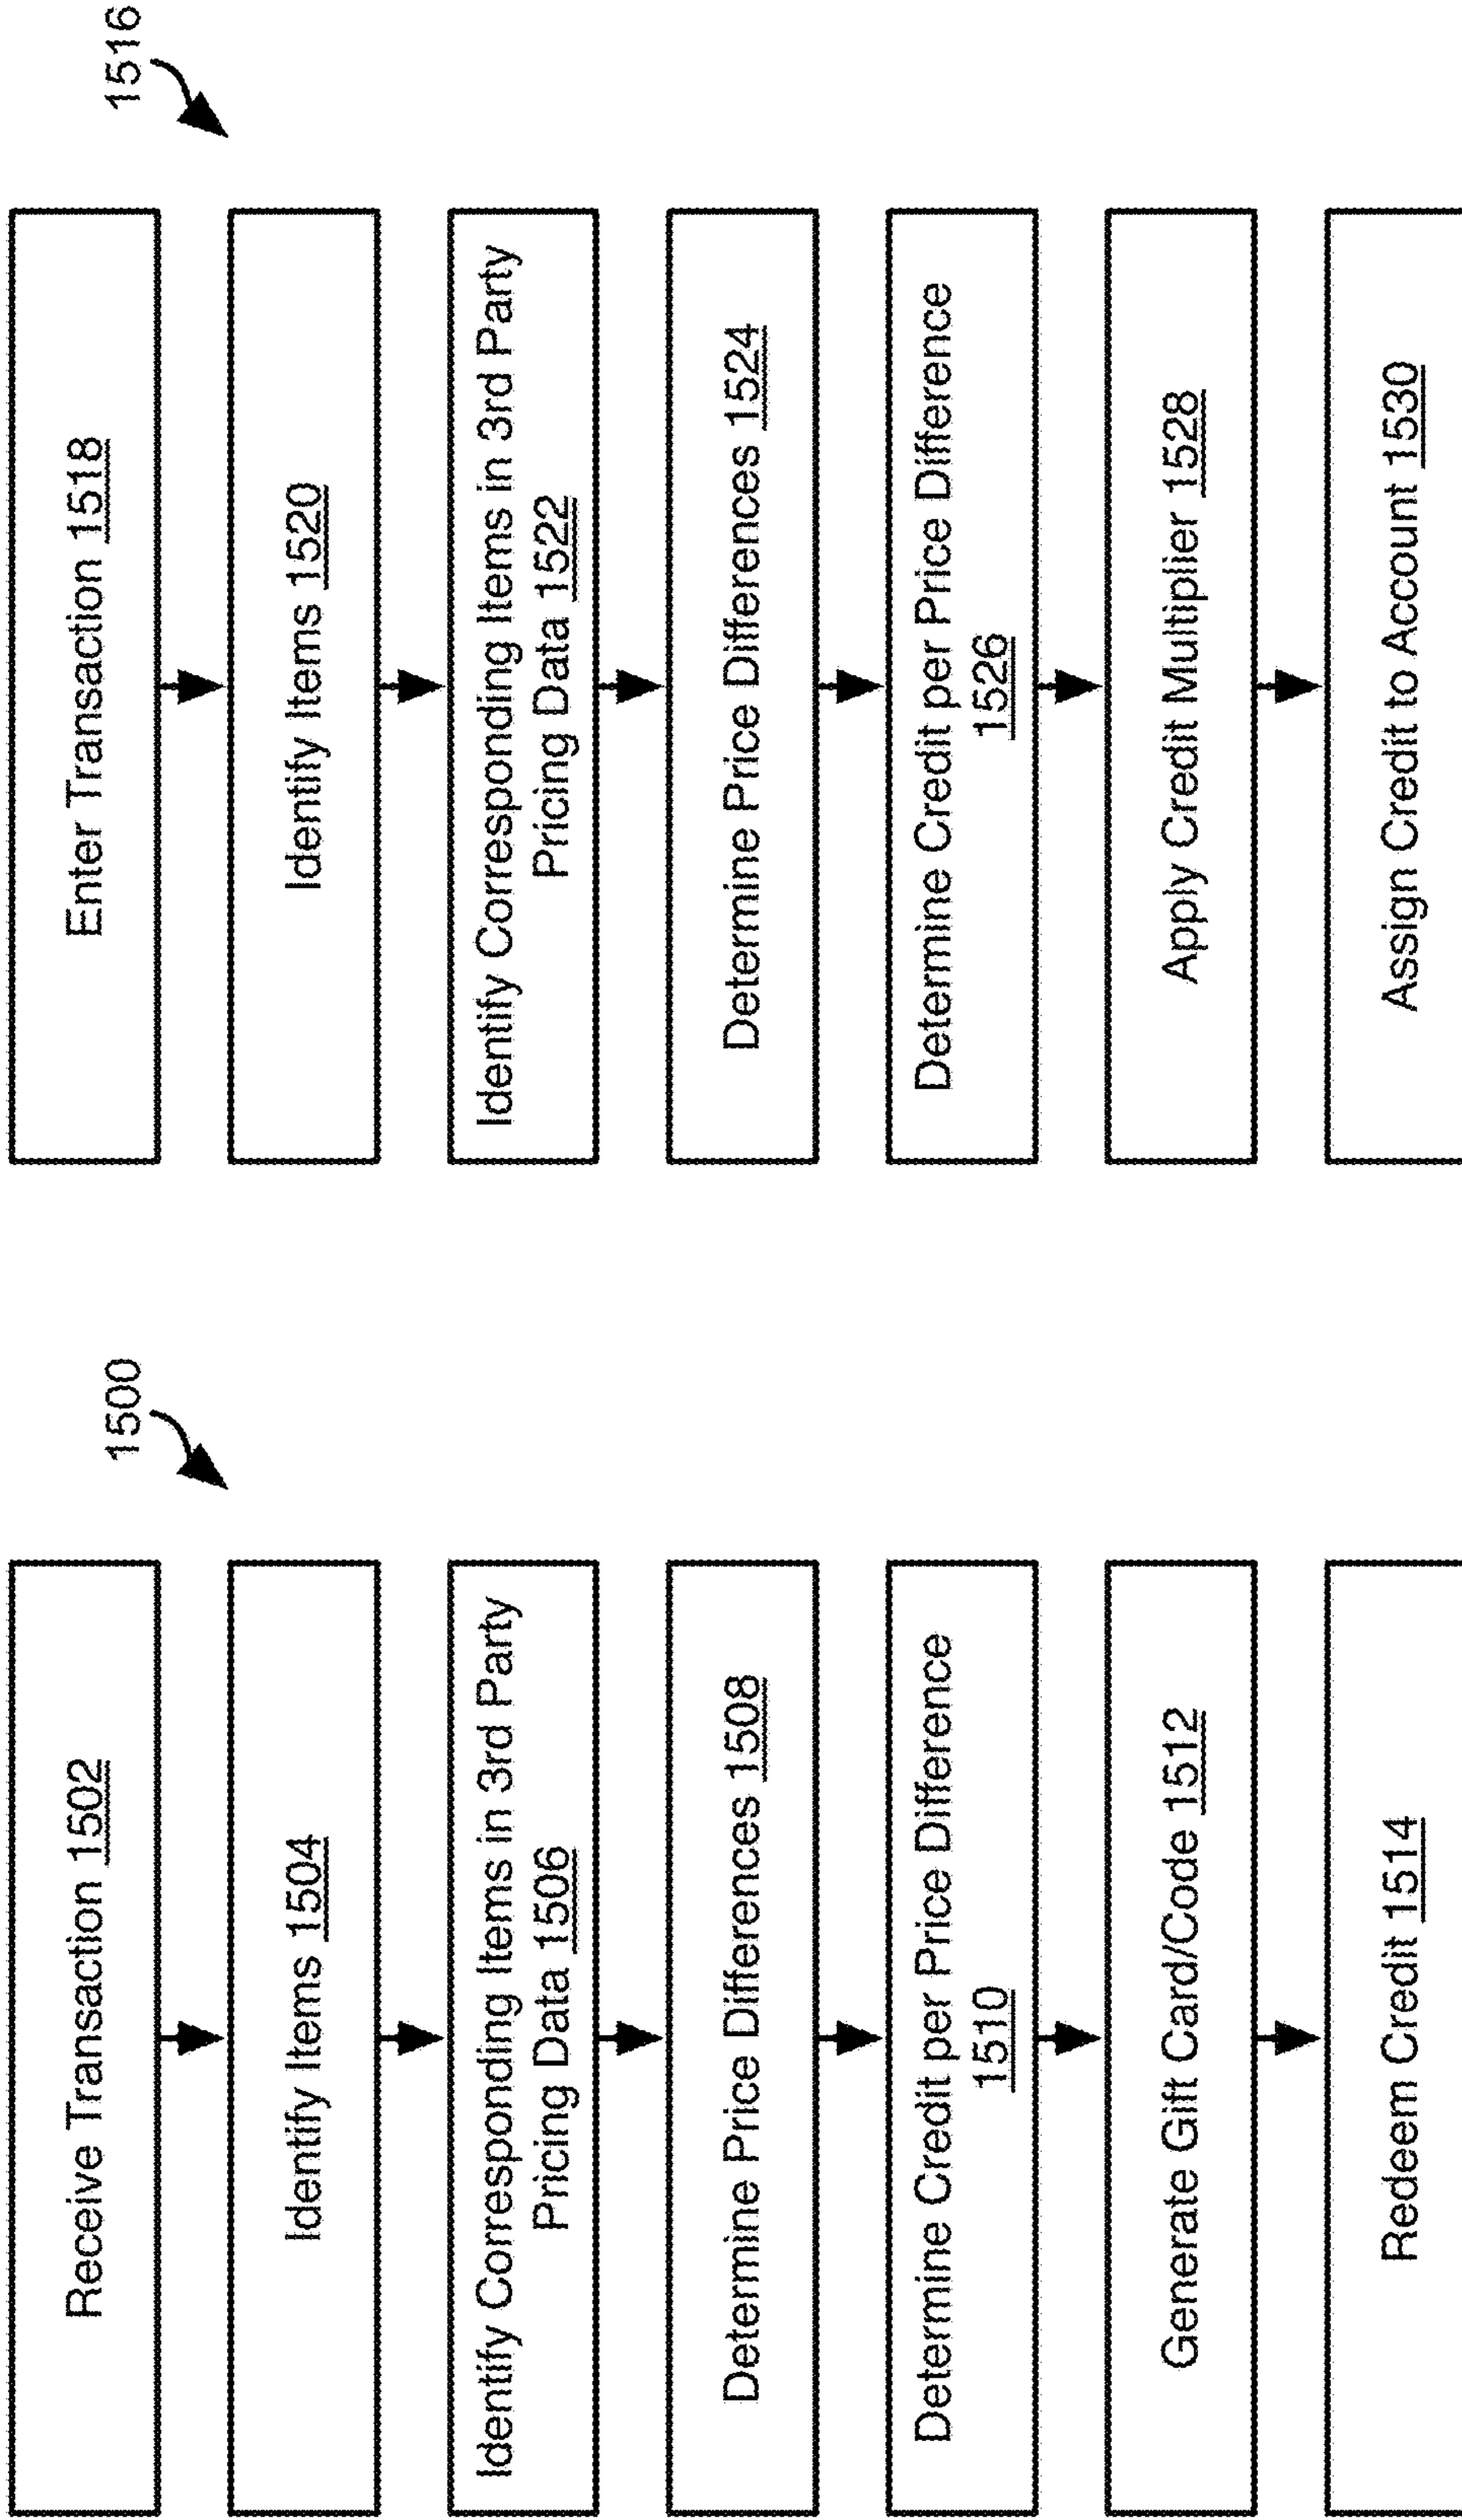 1500
Receive Transaction 1502
Identify Items 1504
Identify Corresponding Items in 3rd Party
Pricing Data 1506
Determine Price Differences 1508
Determine Credit per Price Difference
1510
Generate Gift Card/Code 1512
Redeem Credit 1514
1516
Enter Transaction 1518
Identify Items 1520
Identify Corresponding Items in 3rd Party
Pricing Data 1522
Determine Price Differences 1524
Determine Credit per Price Difference
1526
Apply Credit Multiplier 1528
Assign Credit to Account 1530